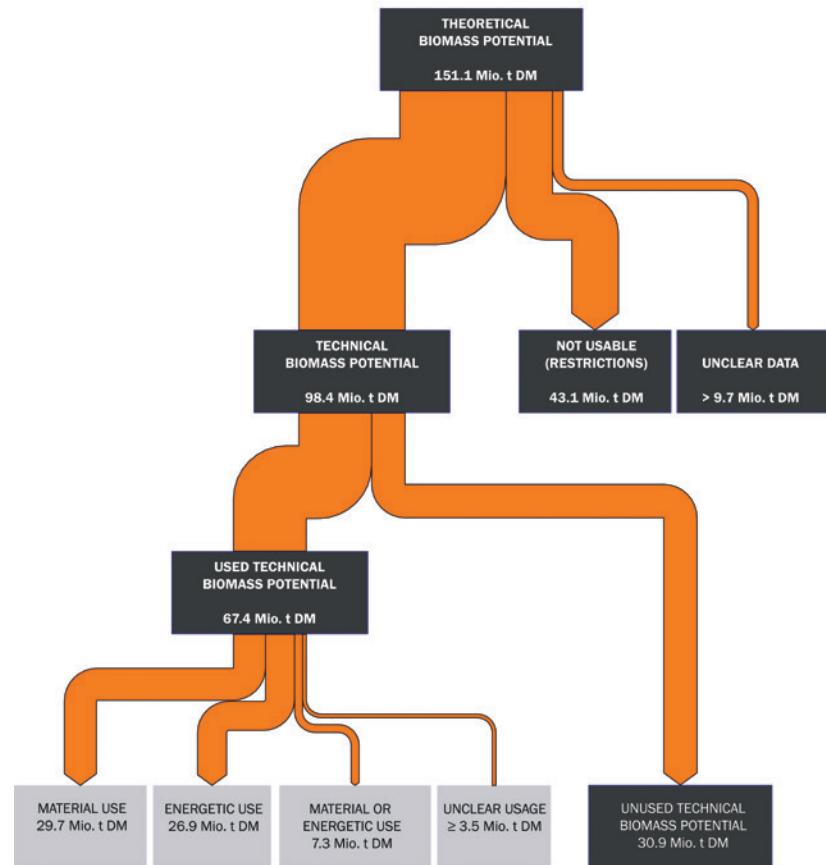 THEORETICAL
BIOMASS POTENTIAL
151.1 Mio. t DM
TECHNICAL
BIOMASS POTENTIAL
98.4 Mio. t DM
NOT USABLE
(RESTRICTIONS)
43.1 Mio. t DM
UNCLEAR DATA
> 9.7 Mio. t DM
USED TECHNICAL
BIOMASS POTENTIAL
67.4 Mio. t DM
MATERIAL USE
29.7 Mio. t DM
ENERGETIC USE
26.9 Mio. t DM
MATERIAL OR
ENERGETIC USE
7.3 Mio. t DM
UNCLEAR USAGE
≥ 3.5 Mio. t DM
UNUSED TECHNICAL
BIOMASS POTENTIAL
30.9 Mio. t DM